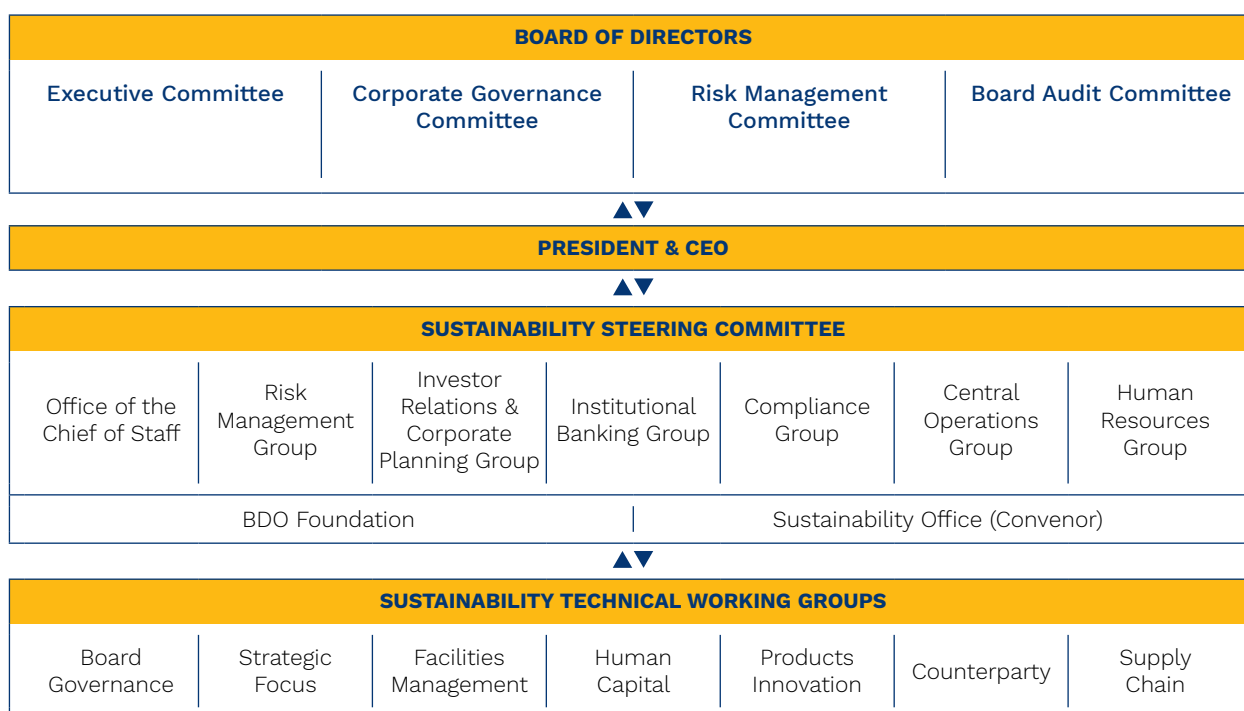 BOARD OF DIRECTORS
Executive Committee
Corporate Governance
Committee
Risk Management
Committee
Board Audit Committee
PRESIDENT & CEO
SUSTAINABILITY STEERING COMMITTEE
Office of the
Chief of Staff
Risk
Management
Group
Investor
Relations &
Corporate
Planning Group
Institutional
Banking Group
Compliance
Group
Central
Operations
Group
Human
Resources
Group
BDO Foundation
Sustainability Office (Convenor)
SUSTAINABILITY TECHNICAL WORKING GROUPS
Board
Governance
Strategic
Focus
Facilities
Management
Human
Capital
Products
Innovation
Counterparty
Supply
Chain